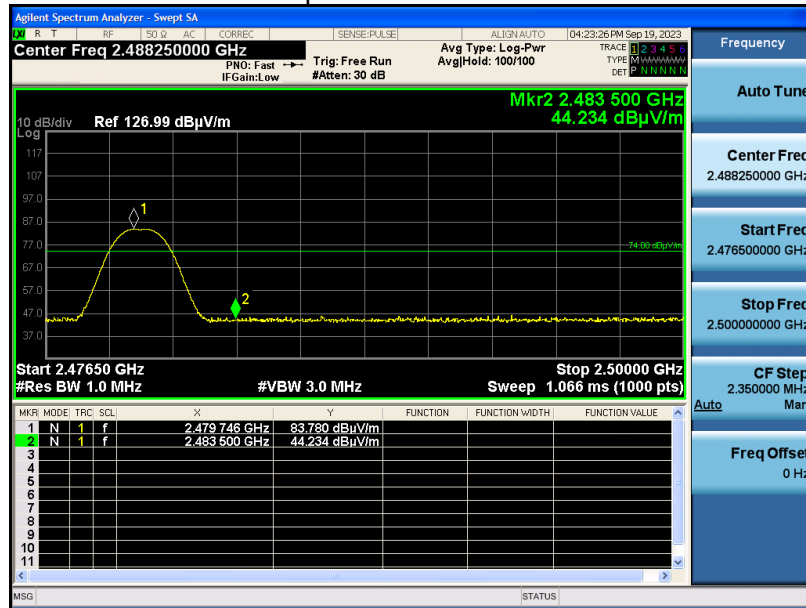 Agilent Spectrum Analyzer - Swept SA
LXI R T RF 50 Ω AC CORREC SENSE:PULSE ALIGN AUTO 04:23:26 PM Sep 19, 2023
Center Freq 2.488250000 GHz
PNO: Fast
IFGain:Low
Trig: Free Run
#Atten: 30 dB
Avg Type: Log-Pwr
Avg|Hold: 100/100
TRACE 1 2 3 4 5 6
TYPE M
DET P N N N N N
Mkr2 2.483 500 GHz
44.234 dBµV/m
10 dB/div Ref 126.99 dBµV/m
Log
117
107
97.0
87.0
77.0
67.0
57.0
47.0
37.0
1
2
74.00 dBµV/m
Start 2.47650 GHz Stop 2.50000 GHz
#Res BW 1.0 MHz #VBW 3.0 MHz Sweep 1.066 ms (1000 pts)
MKR MODE TRC SCL X Y FUNCTION FUNCTION WIDTH FUNCTION VALUE
1 N 1 f 2.479 746 GHz 83.780 dBµV/m
2 N 1 f 2.483 500 GHz 44.234 dBµV/m
3
4
5
6
7
8
9
10
11
MSG STATUS
Frequency
Auto Tune
Center Freq
2.488250000 GHz
Start Freq
2.476500000 GHz
Stop Freq
2.500000000 GHz
CF Step
2.350000 MHz
Auto Man
Freq Offset
0 Hz